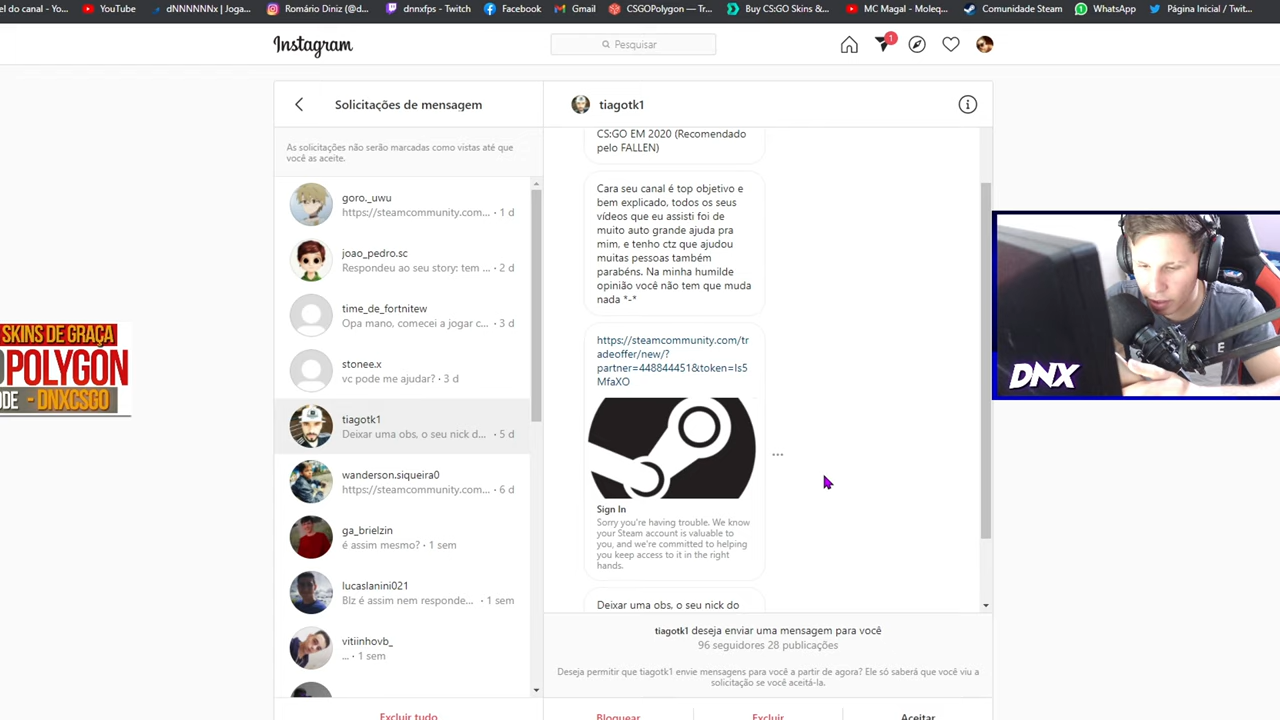 el do canal - Yo...
YouTube
dNNNNNNx | Joga...
Romário Diniz (@d...
dnnxfps - Twitch
Facebook
Gmail
CSGOPolygon — Tr...
Buy CS:GO Skins &...
MC Magal - Moleq...
Comunidade Steam
WhatsApp
Página Inicial / Twit...
Instagram
Pesquisar
1
Solicitações de mensagem
As solicitações não serão marcadas como vistas até que
você as aceite.
goro._uwu
https://steamcommunity.com... • 1 d
joao_pedro.sc
Respondeu ao seu story: tem ... • 2 d
time_de_fortnitew
Opa mano, comecei a jogar c... • 3 d
stonee.x
vc pode me ajudar? • 3 d
tiagotk1
Deixar uma obs, o seu nick d... • 5 d
wanderson.siqueira0
https://steamcommunity.com... • 6 d
ga_brielzin
é assim mesmo? • 1 sem
lucaslanini021
Blz é assim nem responde... • 1 sem
vitiinhovb_
... • 1 sem
Excluir tudo
tiagotk1
CS:GO EM 2020 (Recomendado
pelo FALLEN)
Cara seu canal é top objetivo e
bem explicado, todos os seus
vídeos que eu assisti foi de
muito auto grande ajuda pra
mim, e tenho ctz que ajudou
muitas pessoas também
parabéns. Na minha humilde
opinião você não tem que muda
nada *-*
https://steamcommunity.com/tr
adeoffer/new/?
partner=448844451&token=Is5
MfaXO
Sign In
Sorry you're having trouble. We know
your Steam account is valuable to
you, and we're committed to helping
you keep access to it in the right
hands.
Deixar uma obs, o seu nick do
tiagotk1 deseja enviar uma mensagem para você
96 seguidores 28 publicações
Deseja permitir que tiagotk1 envie mensagens para você a partir de agora? Ele só saberá que você viu a
solicitação se você aceitá-la.
Bloquear
Excluir
Aceitar
SKINS DE GRAÇA
POLYGON
ODE - DNXCSGO
DNX